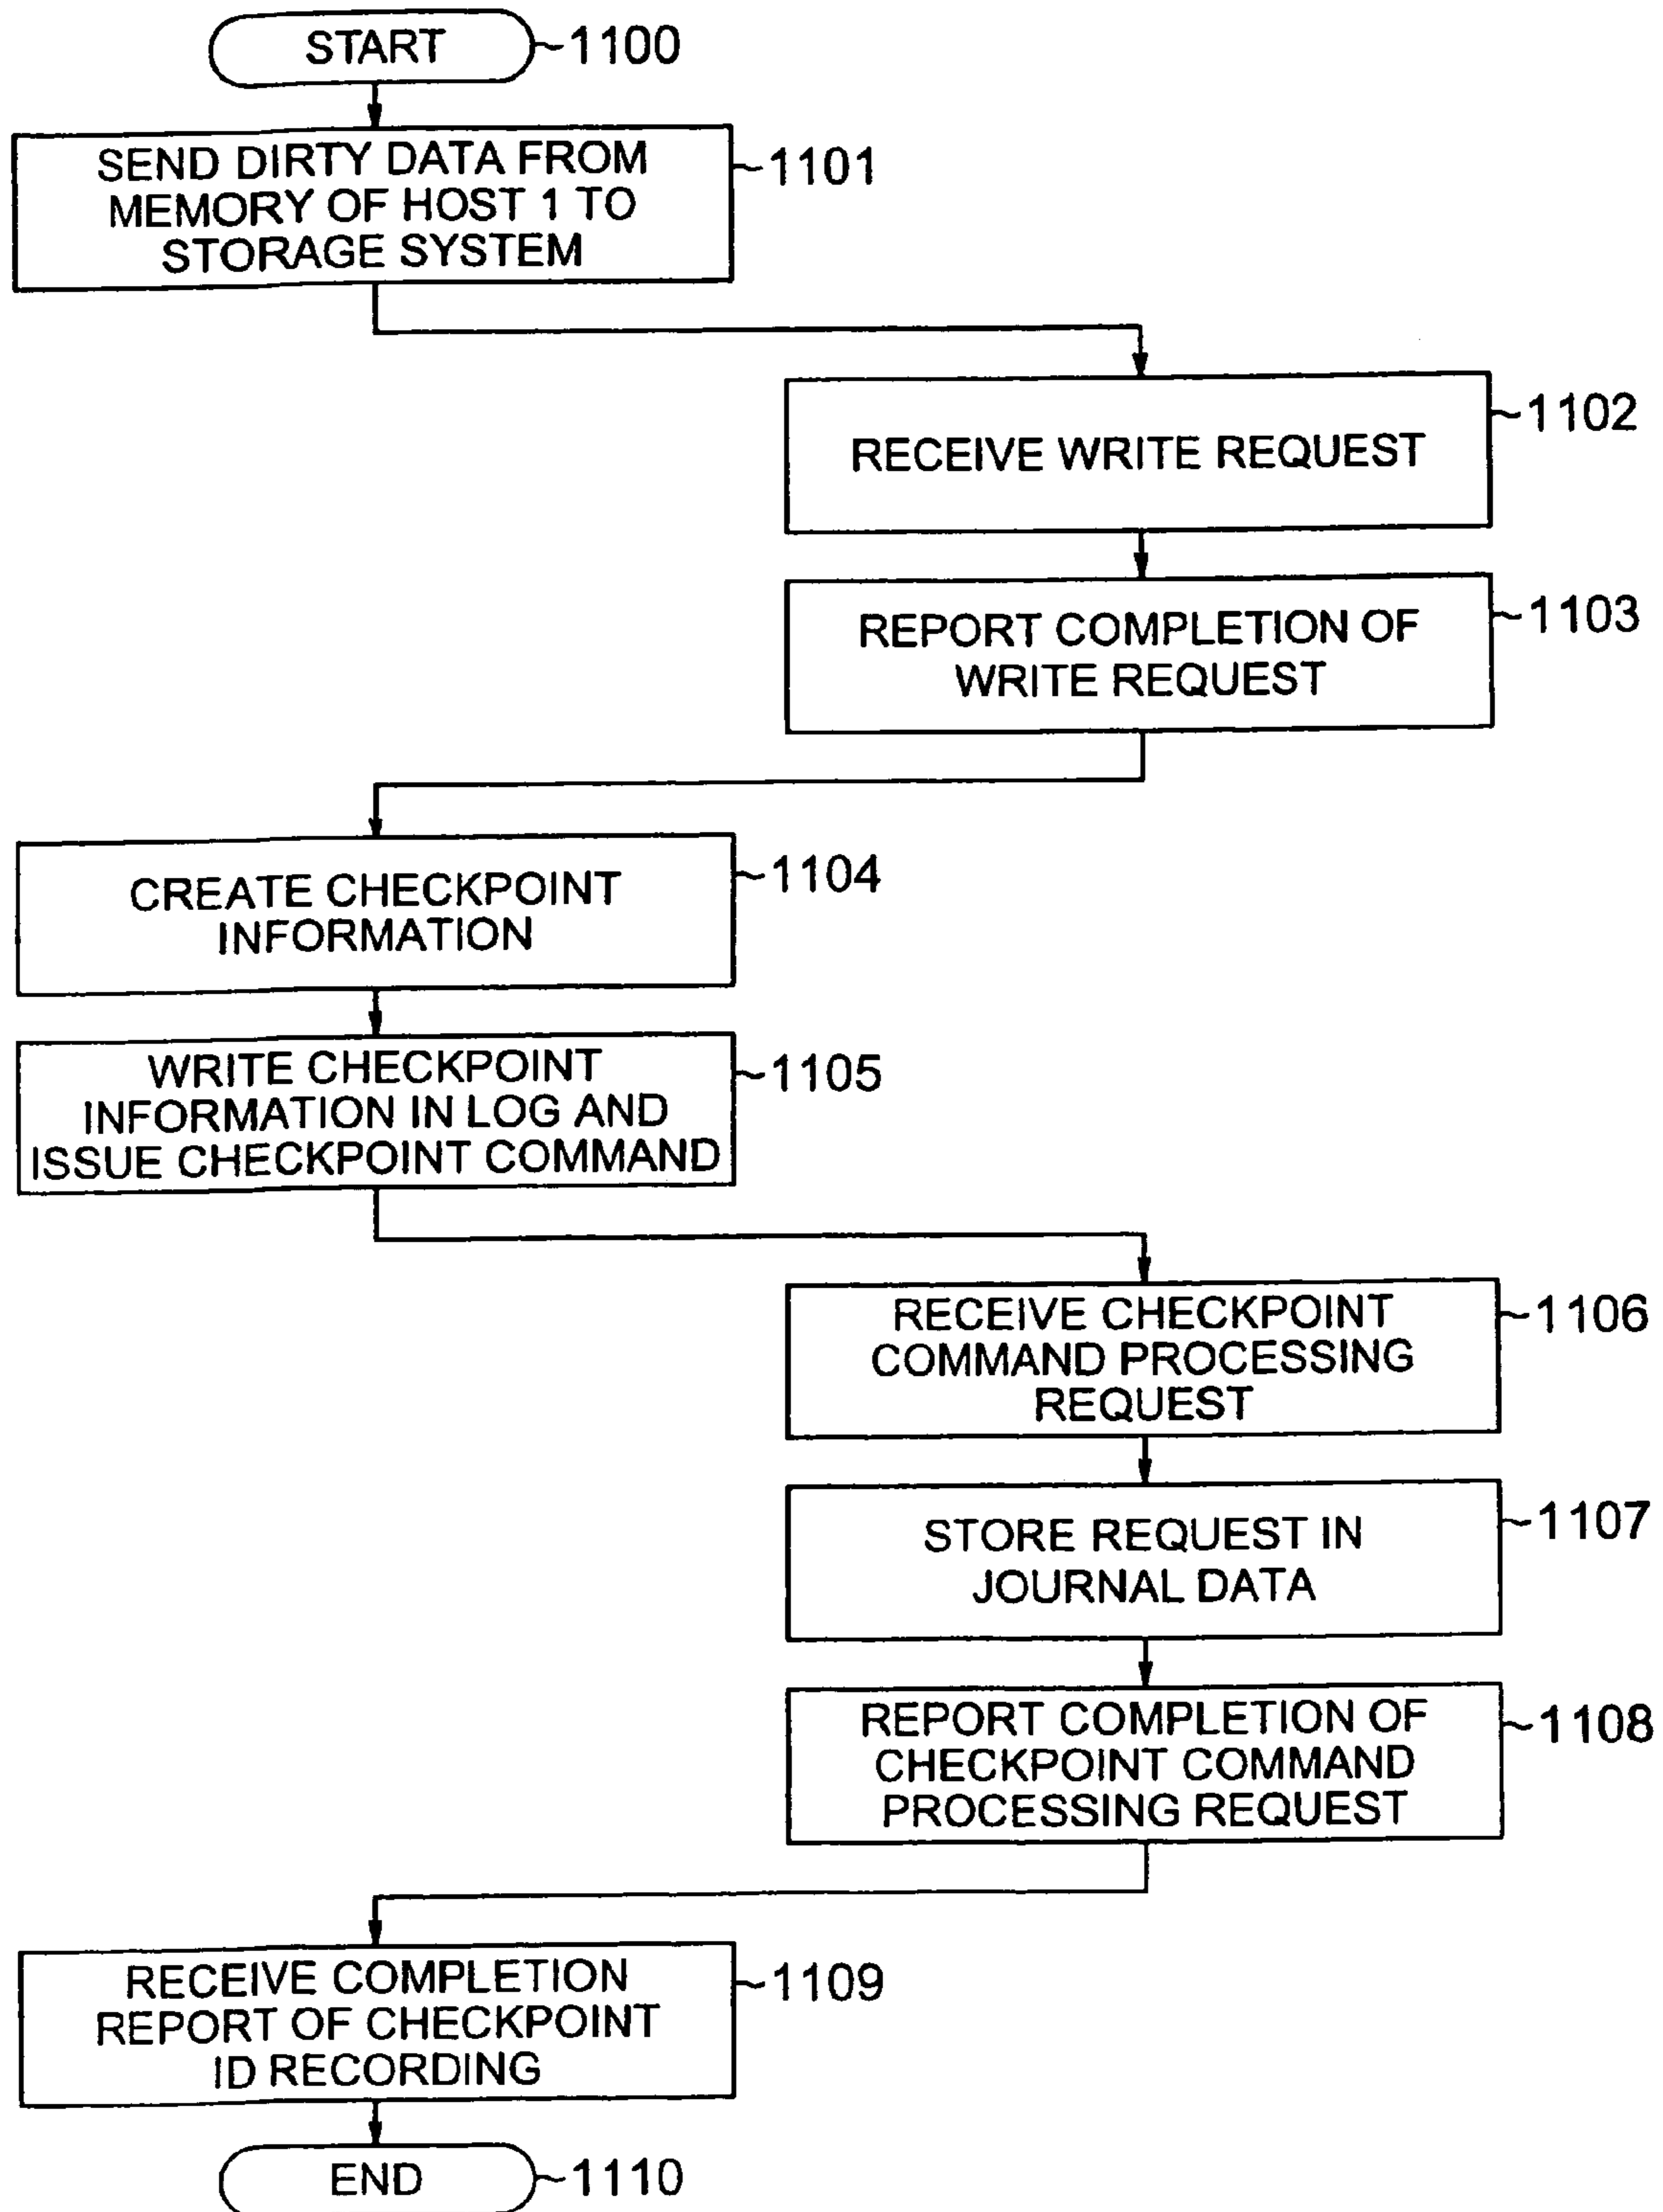 START
1100
SEND DIRTY DATA FROM
MEMORY OF HOST 1 TO
STORAGE SYSTEM
1101
RECEIVE WRITE REQUEST
1102
REPORT COMPLETION OF
WRITE REQUEST
1103
CREATE CHECKPOINT
INFORMATION
1104
WRITE CHECKPOINT
INFORMATION IN LOG AND
ISSUE CHECKPOINT COMMAND
1105
RECEIVE CHECKPOINT
COMMAND PROCESSING
REQUEST
1106
STORE REQUEST IN
JOURNAL DATA
1107
REPORT COMPLETION OF
CHECKPOINT COMMAND
PROCESSING REQUEST
1108
RECEIVE COMPLETION
REPORT OF CHECKPOINT
ID RECORDING
1109
END
1110